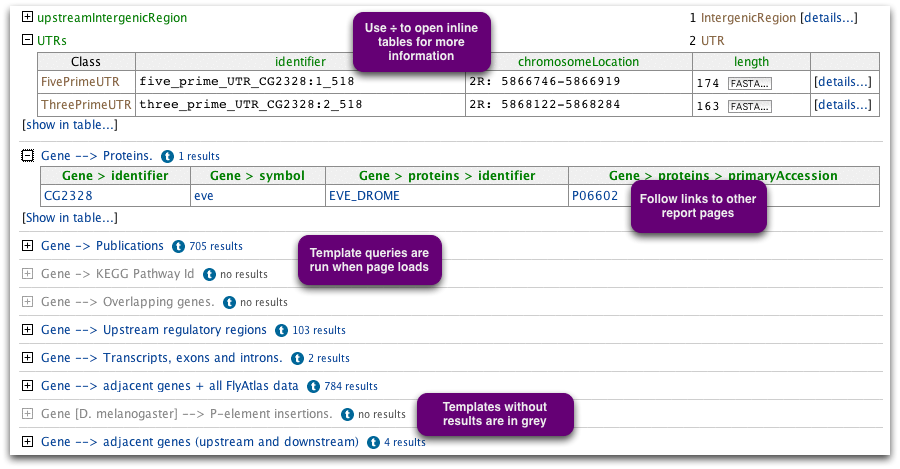 upstreamIntergenicRegion 1 IntergenicRegion [details...]
UTRs 2 UTR
Use ÷ to open inline
tables for more
information
Class identifier chromosomeLocation length
FivePrimeUTR five_prime_UTR_CG2328:1_518 2R: 5866746-5866919 174 FASTA... [details...]
ThreePrimeUTR three_prime_UTR_CG2328:2_518 2R: 5868122-5868284 163 FASTA... [details...]
[show in table...]
Gene --> Proteins. t 1 results
Gene > identifier Gene > symbol Gene > proteins > identifier Gene > proteins > primaryAccession
CG2328 eve EVE_DROME P06602
Follow links to other
report pages
[Show in table...]
Gene -> Publications t 705 results
Template queries are
run when page loads
Gene -> KEGG Pathway Id t no results
Gene --> Overlapping genes. t no results
Gene --> Upstream regulatory regions t 103 results
Gene --> Transcripts, exons and introns. t 2 results
Gene --> adjacent genes + all FlyAtlas data t 784 results
Gene [D. melanogaster] --> P-element insertions. t no results
Templates without
results are in grey
Gene --> adjacent genes (upstream and downstream) t 4 results